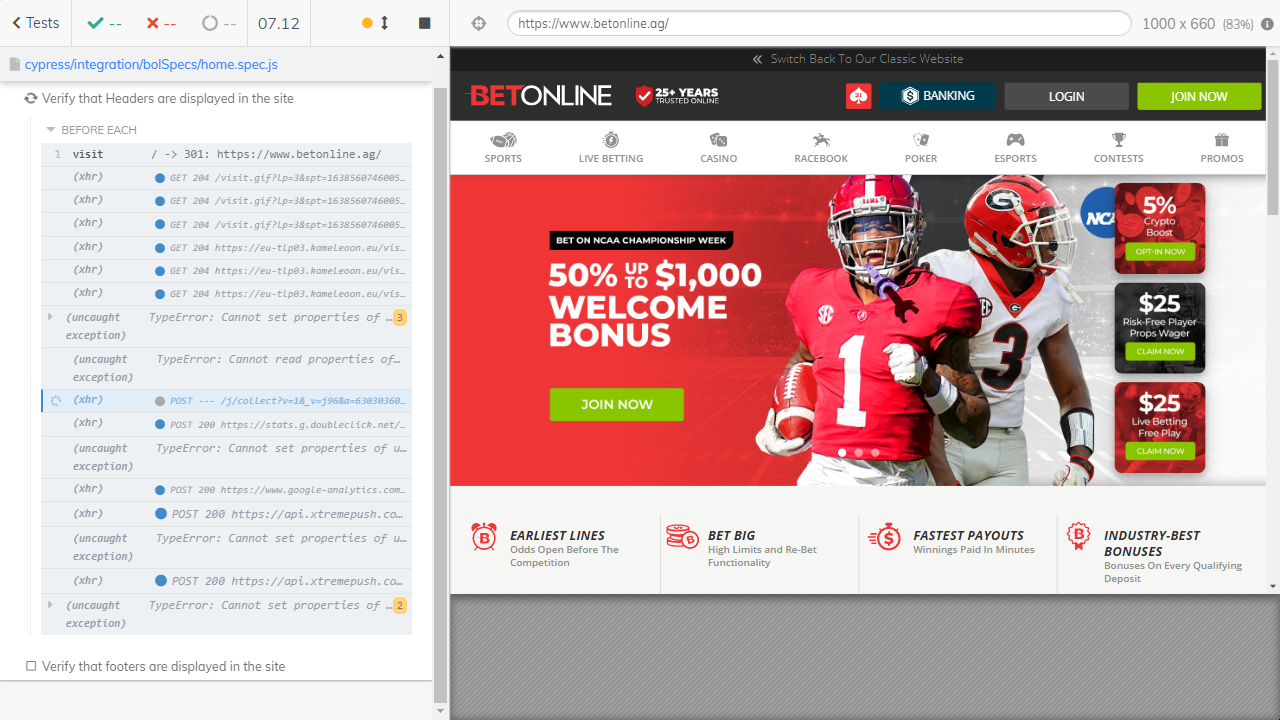 Tests
--
--
--
07.12
https://www.betonline.ag/
1000 x 660 (83%)
cypress/integration/bolSpecs/home.spec.js
Verify that Headers are displayed in the site
BEFORE EACH
1 visit / -> 301: https://www.betonline.ag/
(xhr) GET 204 /visit.gif?lp=3&spt=1638560746005…
(xhr) GET 204 /visit.gif?lp=3&spt=1638560746005…
(xhr) GET 204 /visit.gif?lp=3&spt=1638560746005…
(xhr) GET 204 https://eu-tlp03.kameleoon.eu/vis…
(xhr) GET 204 https://eu-tlp03.kameleoon.eu/vis…
(xhr) GET 204 https://eu-tlp03.kameleoon.eu/vis…
(uncaught TypeError: Cannot set properties of … 3
exception)
(uncaught TypeError: Cannot read properties of…
exception)
(xhr) POST --- /j/collect?v=1&_v=j96&a=63030360…
(xhr) POST 200 https://stats.g.doubleclick.net/…
(uncaught TypeError: Cannot set properties of u…
exception)
(xhr) POST 200 https://www.google-analytics.com…
(xhr) POST 200 https://api.xtremepush.co…
(uncaught TypeError: Cannot set properties of u…
exception)
(xhr) POST 200 https://api.xtremepush.co…
(uncaught TypeError: Cannot set properties of … 2
exception)
Verify that footers are displayed in the site
Switch Back To Our Classic Website
BETONLINE
25+ YEARS
TRUSTED ONLINE
21
BANKING
LOGIN
JOIN NOW
SPORTS
LIVE BETTING
CASINO
RACEBOOK
POKER
ESPORTS
CONTESTS
PROMOS
BET ON NCAA CHAMPIONSHIP WEEK
50% UP TO $1,000
WELCOME
BONUS
JOIN NOW
ALABAMA
G
NCA
SEC
SEC
1
3
5%
Crypto
Boost
OPT-IN NOW
$25
Risk-Free Player
Props Wager
CLAIM NOW
$25
Live Betting
Free Play
CLAIM NOW
EARLIEST LINES
Odds Open Before The
Competition
BET BIG
High Limits and Re-Bet
Functionality
FASTEST PAYOUTS
Winnings Paid In Minutes
INDUSTRY-BEST
BONUSES
Bonuses On Every Qualifying
Deposit